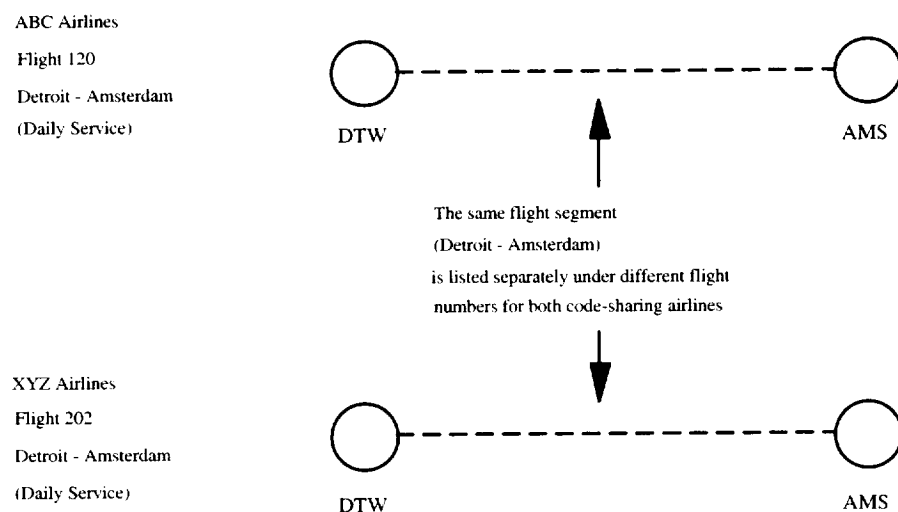 ABC Airlines
Flight 120
Detroit - Amsterdam
(Daily Service)
DTW
AMS
The same flight segment
(Detroit - Amsterdam)
is listed separately under different flight
numbers for both code-sharing airlines
XYZ Airlines
Flight 202
Detroit - Amsterdam
(Daily Service)
DTW
AMS